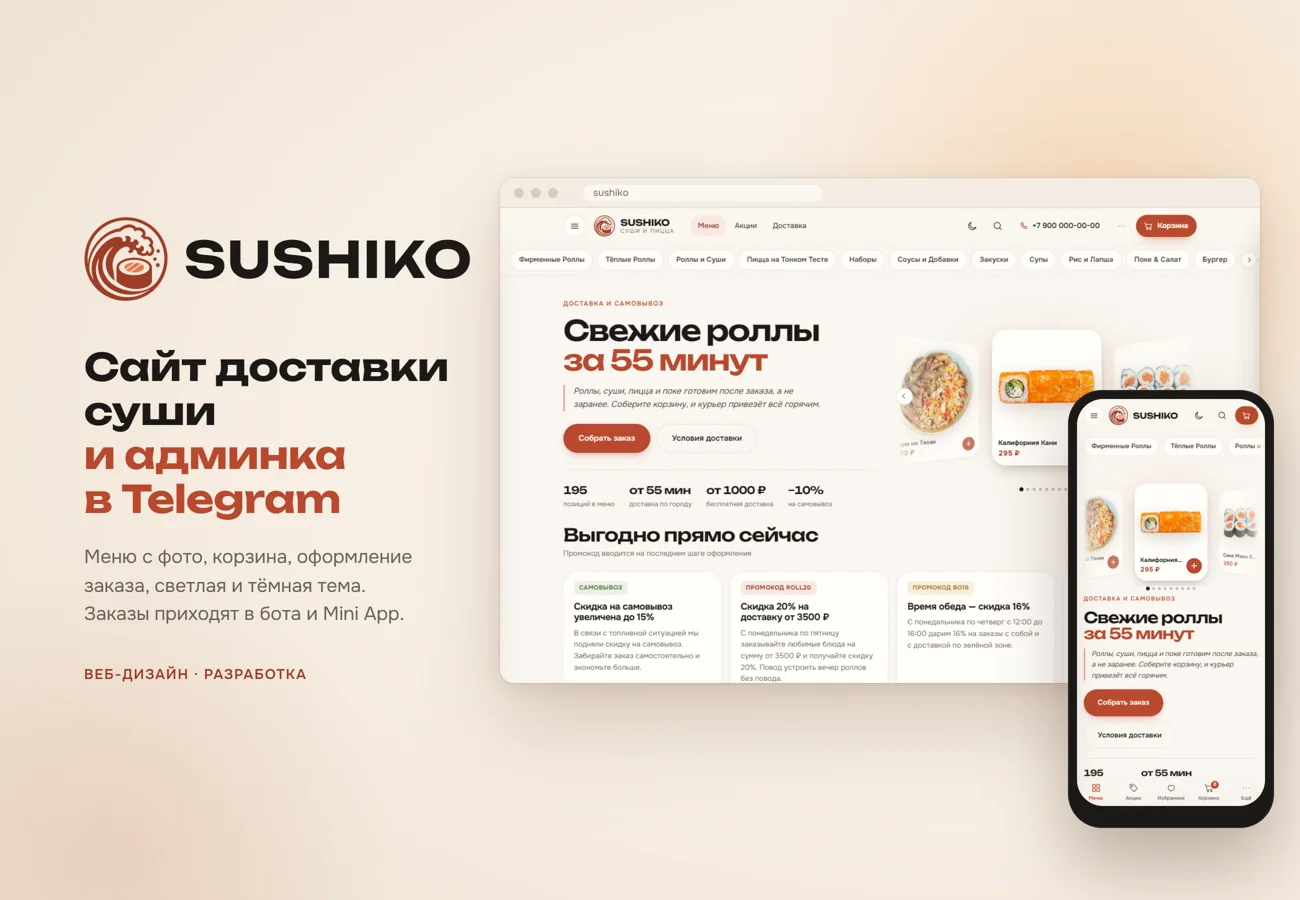 SUSHIKO
Сайт доставки
суши
и админка
в Telegram
Меню с фото, корзина, оформление
заказа, светлая и тёмная тема.
Заказы приходят в бота и Mini App.
ВЕБ-ДИЗАЙН · РАЗРАБОТКА
sushiko
SUSHIKO
СУШИ И ПИЦЦА
Меню Акции Доставка
+7 900 000-00-00
Корзина
Фирменные Роллы Тёплые Роллы Роллы и Суши Пицца на Тонком Тесте Наборы Соусы и Добавки Закуски Супы Рис и Лапша Поке & Салат Бургер
ДОСТАВКА И САМОВЫВОЗ
Свежие роллы
за 55 минут
Роллы, суши, пицца и поке готовим после заказа, а не
заранее. Соберите корзину, и курьер привезёт всё горячим.
Собрать заказ Условия доставки
195 от 55 мин от 1000 ₽ −10%
позиций в меню доставка по городу бесплатная доставка на самовывоз
Калифорния Кани
295 ₽
Выгодно прямо сейчас
Промокод вводится на последнем шаге оформления
САМОВЫВОЗ
Скидка на самовывоз
увеличена до 15%
В связи с топливной ситуацией мы
подняли скидку на самовывоз.
Забирайте заказ самостоятельно и
экономьте больше.
ПРОМОКОД ROLL20
Скидка 20% на
доставку от 3500 ₽
С понедельника по пятницу
заказывайте любимые блюда на
сумму от 3500 ₽ и получайте скидку
20%. Повод устроить вечер роллов
без повода.
ПРОМОКОД BO16
Время обеда — скидка 16%
С понедельника по четверг с 12:00 до
16:00 дарим 16% на заказы с собой и
с доставкой по зелёной зоне.
SUSHIKO
Фирменные Роллы Тёплые Роллы Роллы и
Калифорния...
295 ₽
390 ₽
ДОСТАВКА И САМОВЫВОЗ
Свежие роллы
за 55 минут
Роллы, суши, пицца и поке готовим после заказа,
а не заранее. Соберите корзину, и курьер
привезёт всё горячим.
Собрать заказ
Условия доставки
195 от 55 мин
Меню Акции Избранное Корзина Ещё